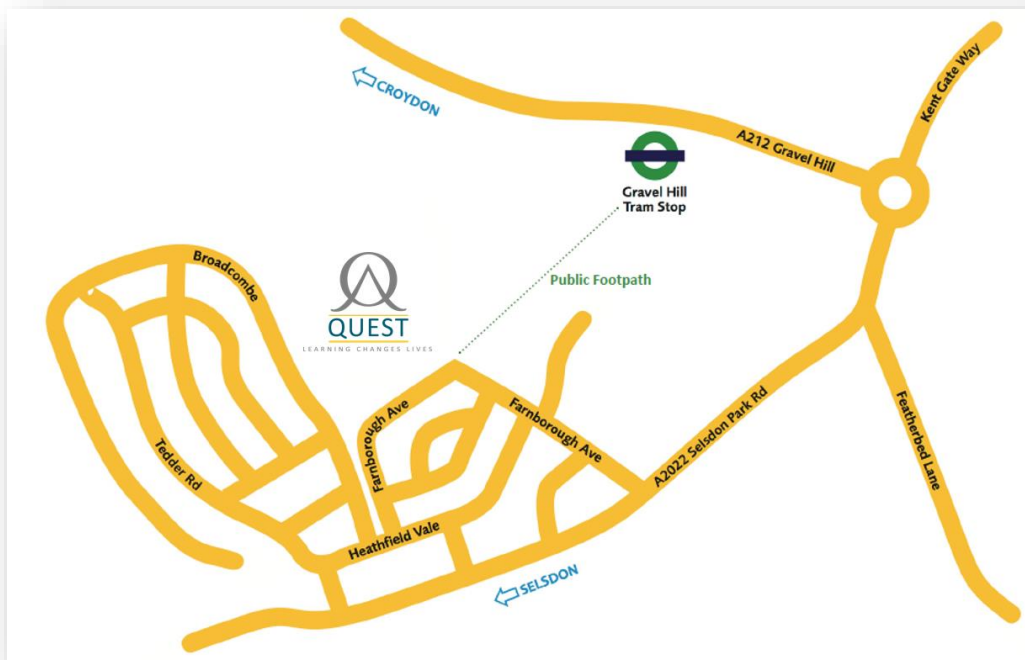 CROYDON
Kent Gate Way
A212 Gravel Hill
Gravel Hill
Tram Stop
Broadcombe
QUEST
LEARNING CHANGES LIVES
Public Footpath
Farnborough Ave
Farnborough Ave
A2022 Selsdon Park Rd
Featherbed Lane
Tedder Rd
Heathfield Vale
SELSDON